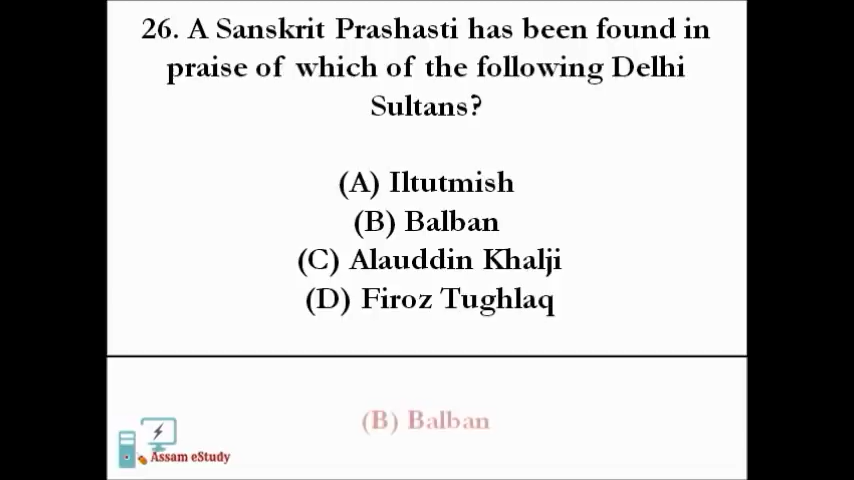 26. A Sanskrit Prashasti has been found in
praise of which of the following Delhi
Sultans?
(A) Iltutmish
(B) Balban
(C) Alauddin Khalji
(D) Firoz Tughlaq
(B) Balban
Assam eStudy